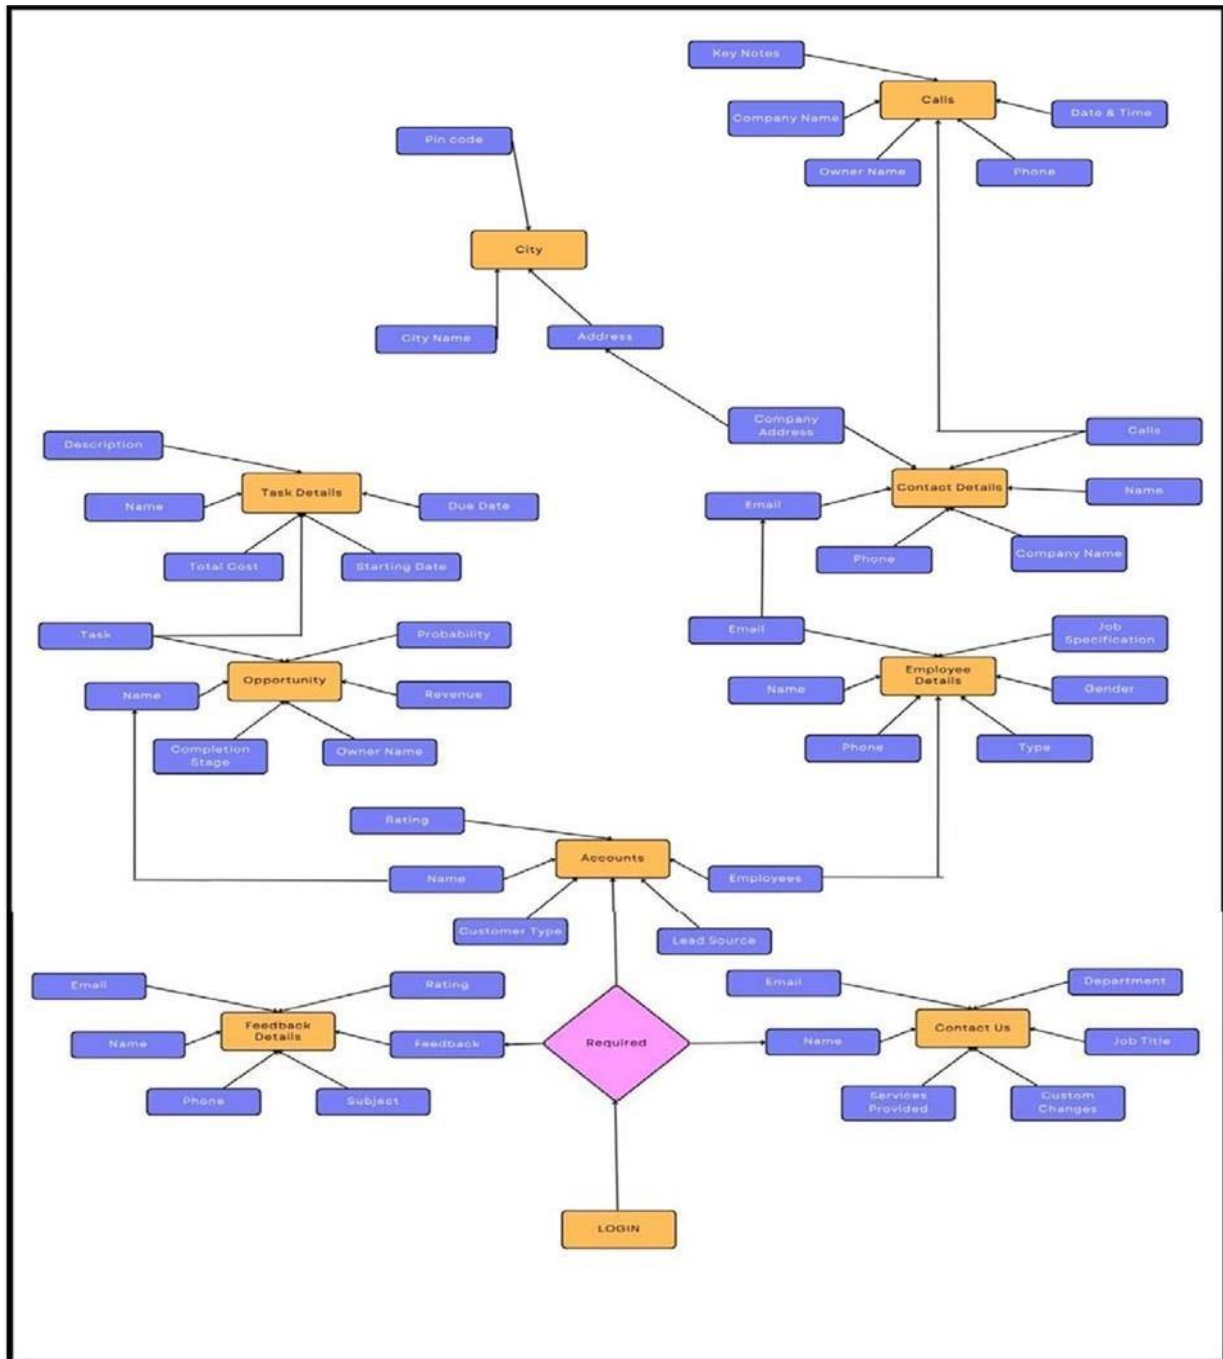 Key Notes
Calls
Company Name
Date & Time
Pin code
Owner Name
Phone
City
City Name
Address
Company
Address
Calls
Description
Task Details
Contact Details
Name
Name
Due Date
Email
Total Cost
Starting Date
Phone
Company Name
Task
Probability
Email
Job
Specification
Opportunity
Employee
Details
Name
Revenue
Name
Gender
Completion
Stage
Owner Name
Phone
Type
Rating
Accounts
Name
Employees
Customer Type
Lead Source
Email
Rating
Email
Department
Feedback
Details
Contact Us
Name
Feedback
Required
Name
Job Title
Phone
Subject
Services
Provided
Custom
Changes
LOGIN